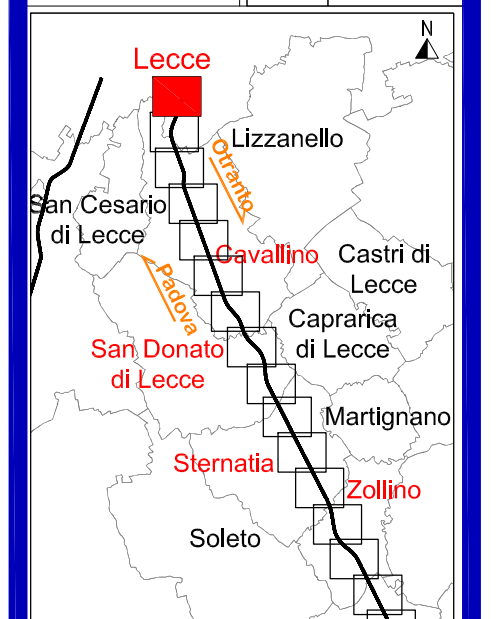 N
Lecce
Lizzanello
Otranto
San Cesario
di Lecce
Cavallino
Castri di
Lecce
Padova
Caprarica
di Lecce
San Donato
di Lecce
Martignano
Sternatia
Zollino
Soleto